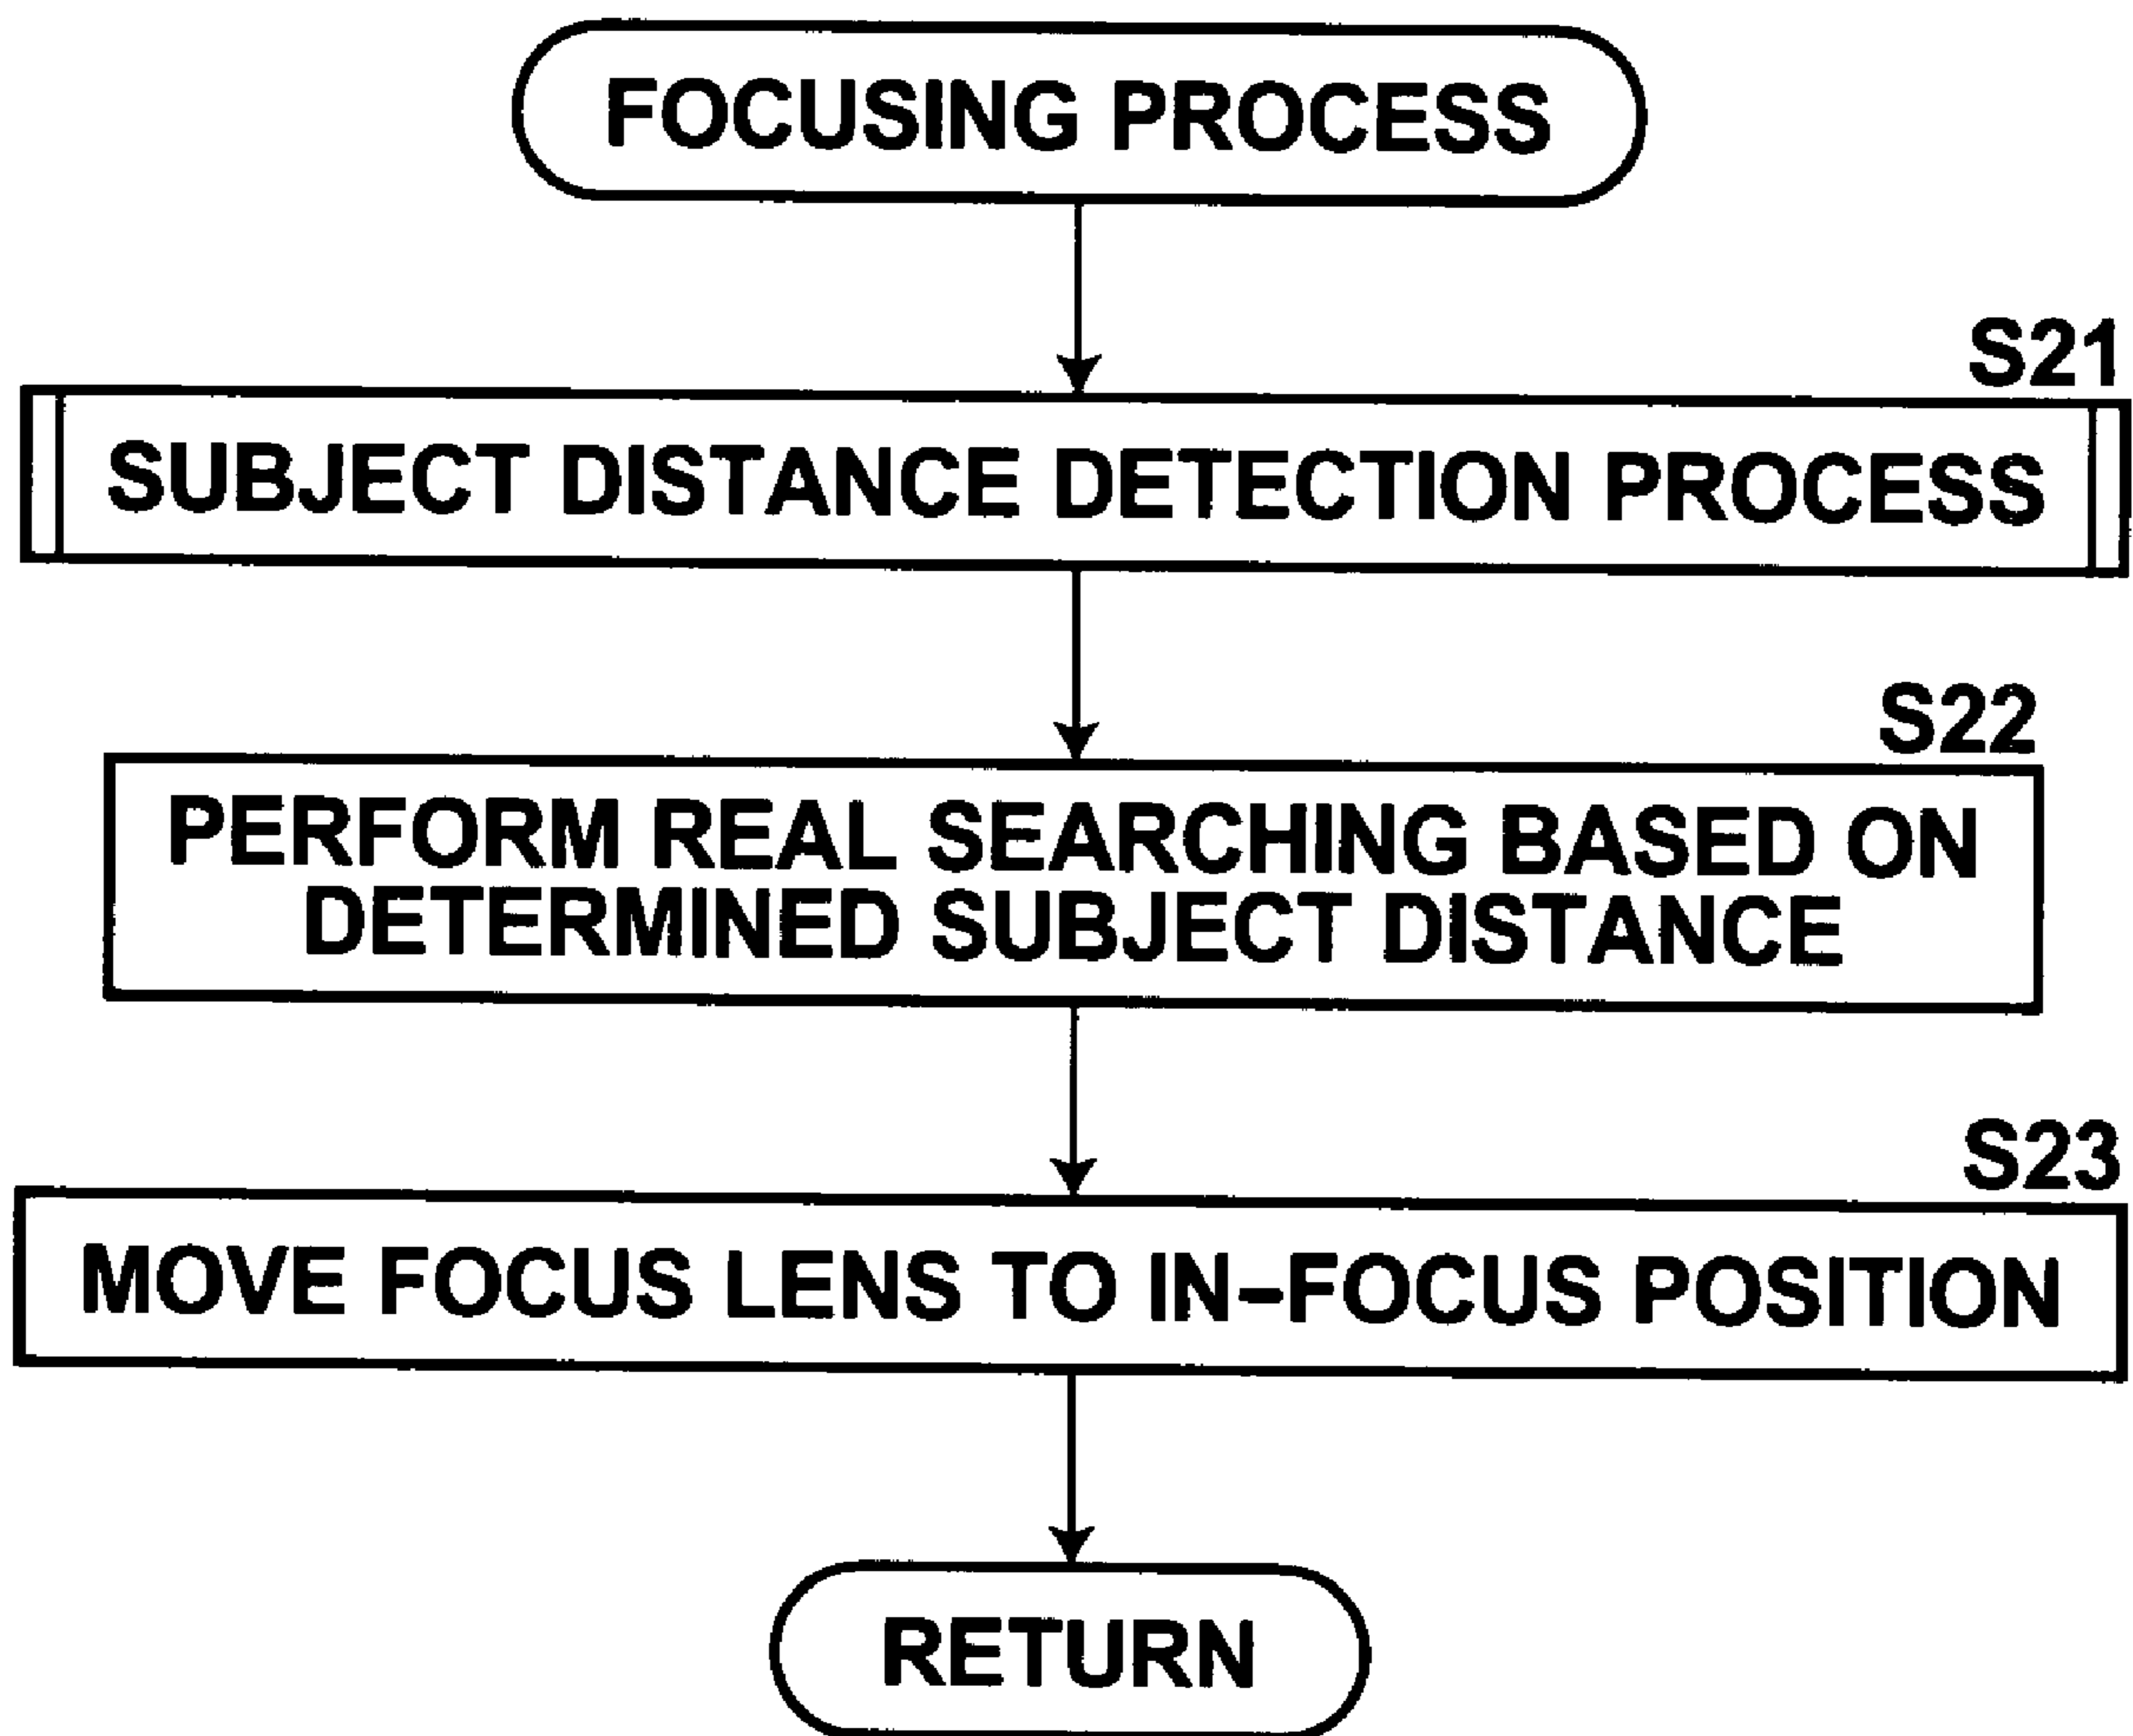 FOCUSING PROCESS
S21
SUBJECT DISTANCE DETECTION PROCESS
S22
PERFORM REAL SEARCHING BASED ON
DETERMINED SUBJECT DISTANCE
S23
MOVE FOCUS LENS TO IN–FOCUS POSITION
RETURN